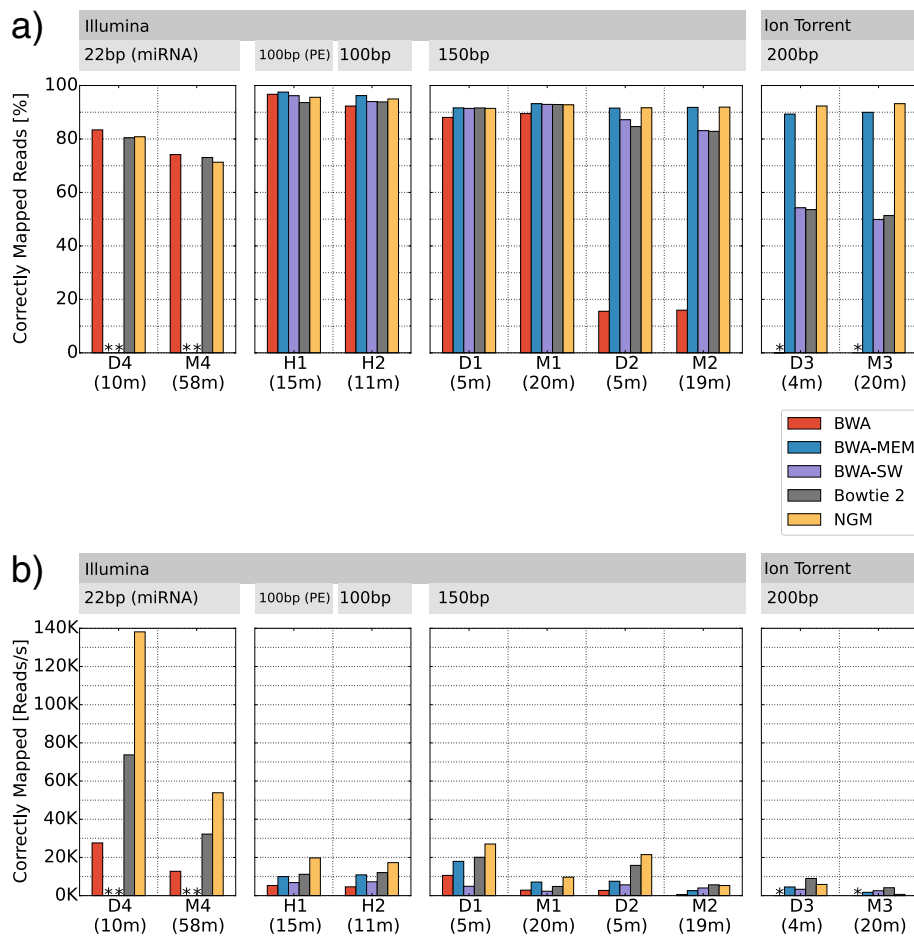 a)
Illumina
Ion Torrent
22bp (miRNA)
100bp (PE)
100bp
150bp
200bp
Correctly Mapped Reads [%]
100
80
60
40
20
0
* *
* *
*
*
D4
M4
H1
H2
D1
M1
D2
M2
D3
M3
(10m)
(58m)
(15m)
(11m)
(5m)
(20m)
(5m)
(19m)
(4m)
(20m)
BWA
BWA-MEM
BWA-SW
Bowtie 2
NGM
b)
Illumina
Ion Torrent
22bp (miRNA)
100bp (PE)
100bp
150bp
200bp
Correctly Mapped [Reads/s]
140K
120K
100K
80K
60K
40K
20K
0K
* *
* *
*
*
D4
M4
H1
H2
D1
M1
D2
M2
D3
M3
(10m)
(58m)
(15m)
(11m)
(5m)
(20m)
(5m)
(19m)
(4m)
(20m)